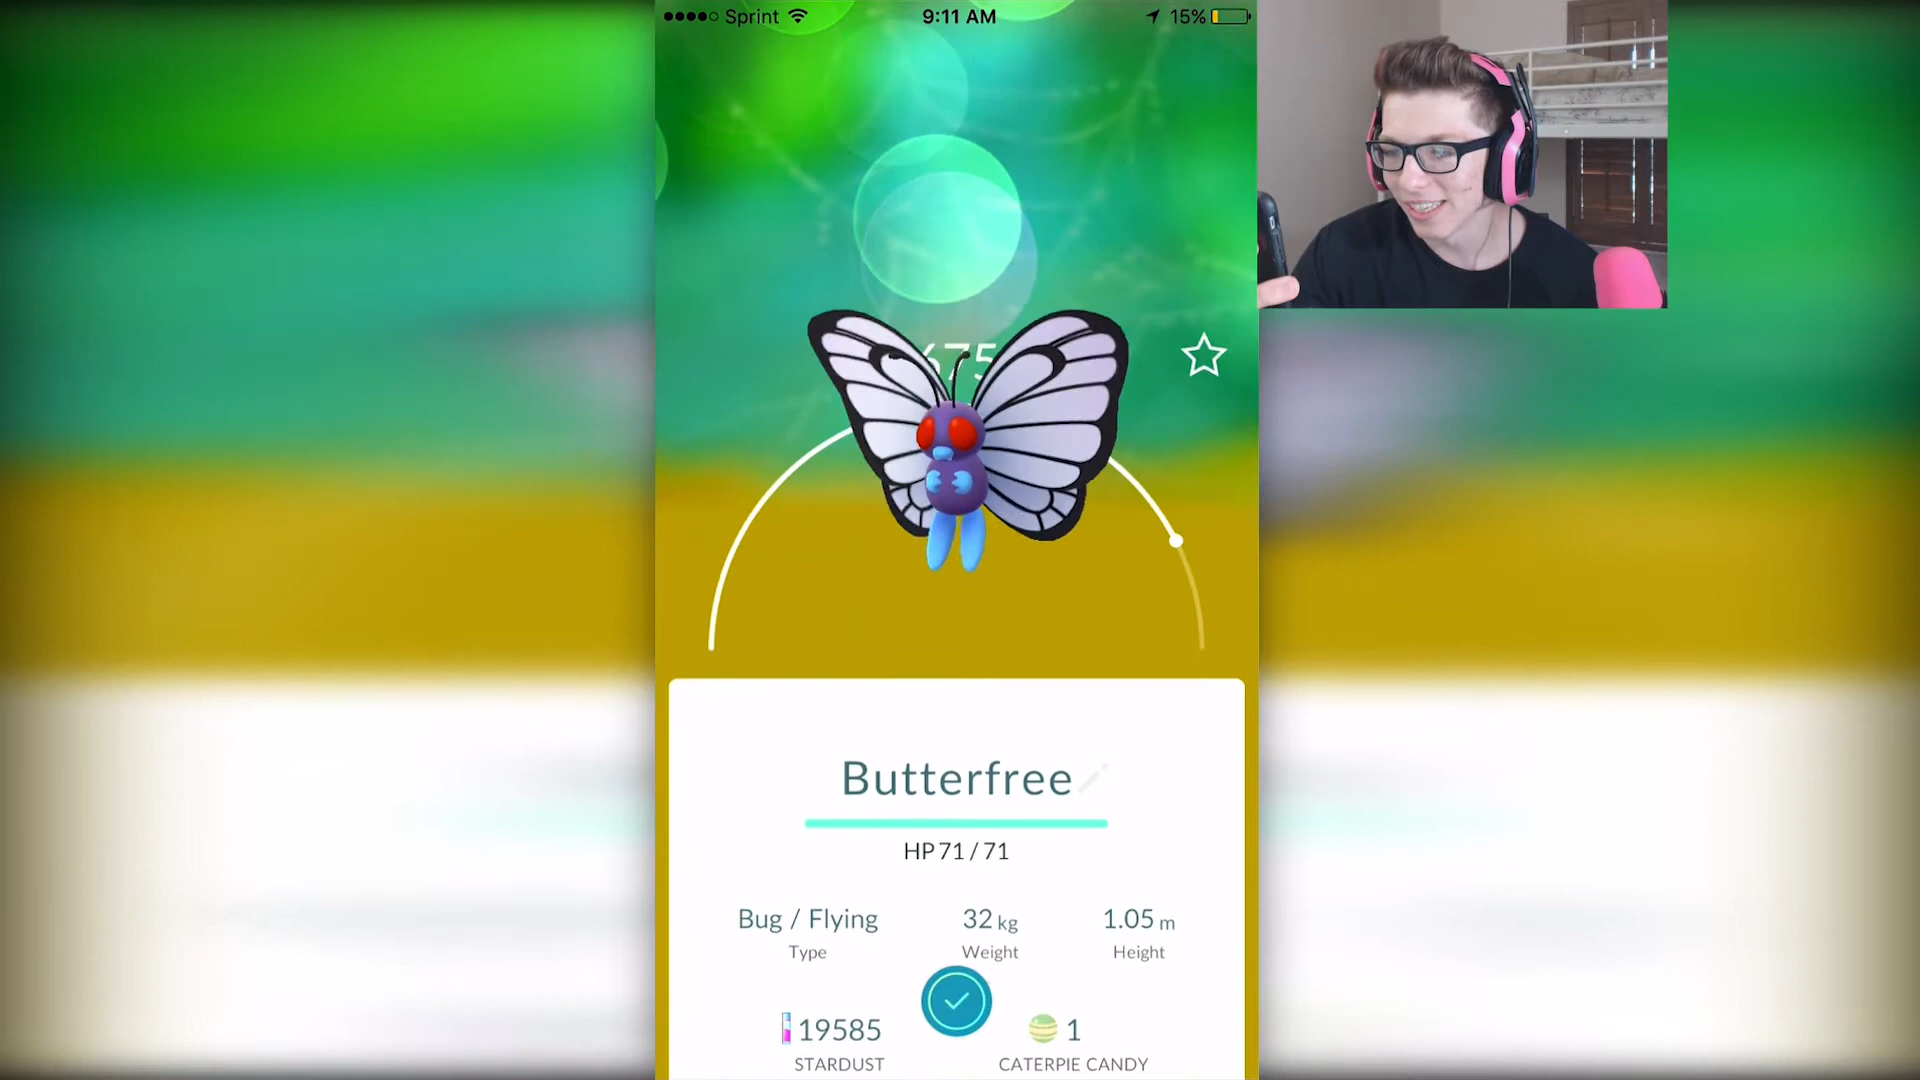 Sprint 9:11 AM 15%
675
Butterfree
HP 71 / 71
Bug / Flying 32 kg 1.05 m
Type Weight Height
19585 1
STARDUST CATERPIE CANDY